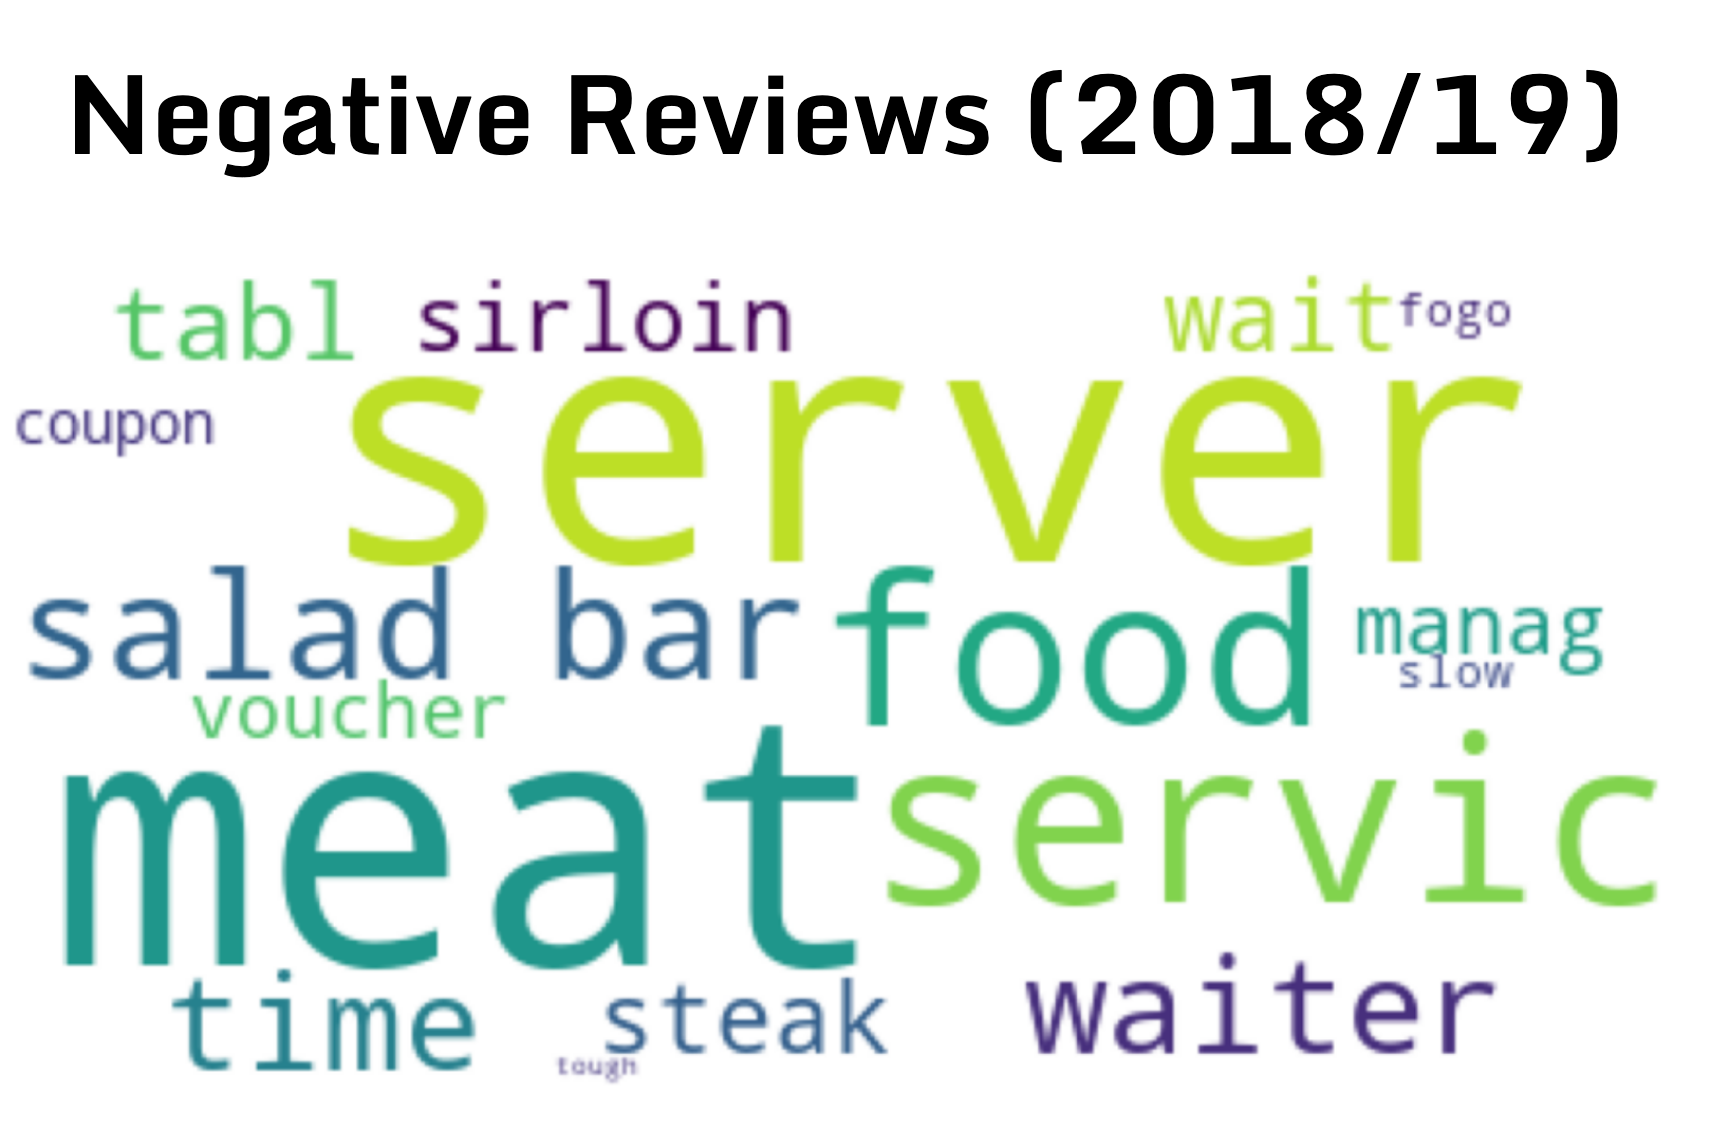 Negative Reviews (2018/19)
tabl sirloin wait fogo
coupon server
salad bar food manag
slow
voucher
meat servic
time steak waiter
tough